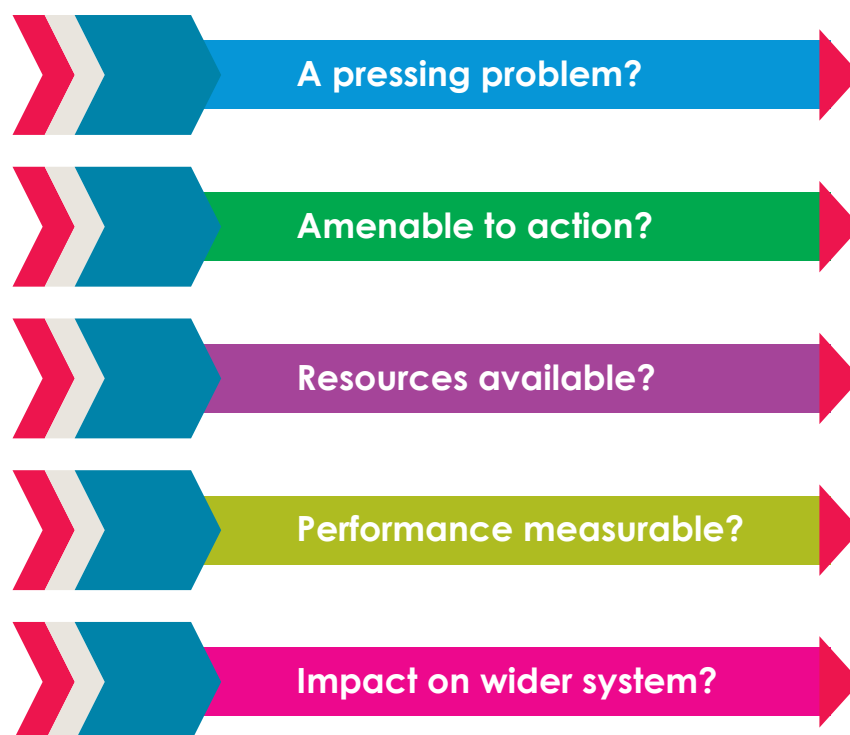 A pressing problem?
Amenable to action?
Resources available?
Performance measurable?
Impact on wider system?